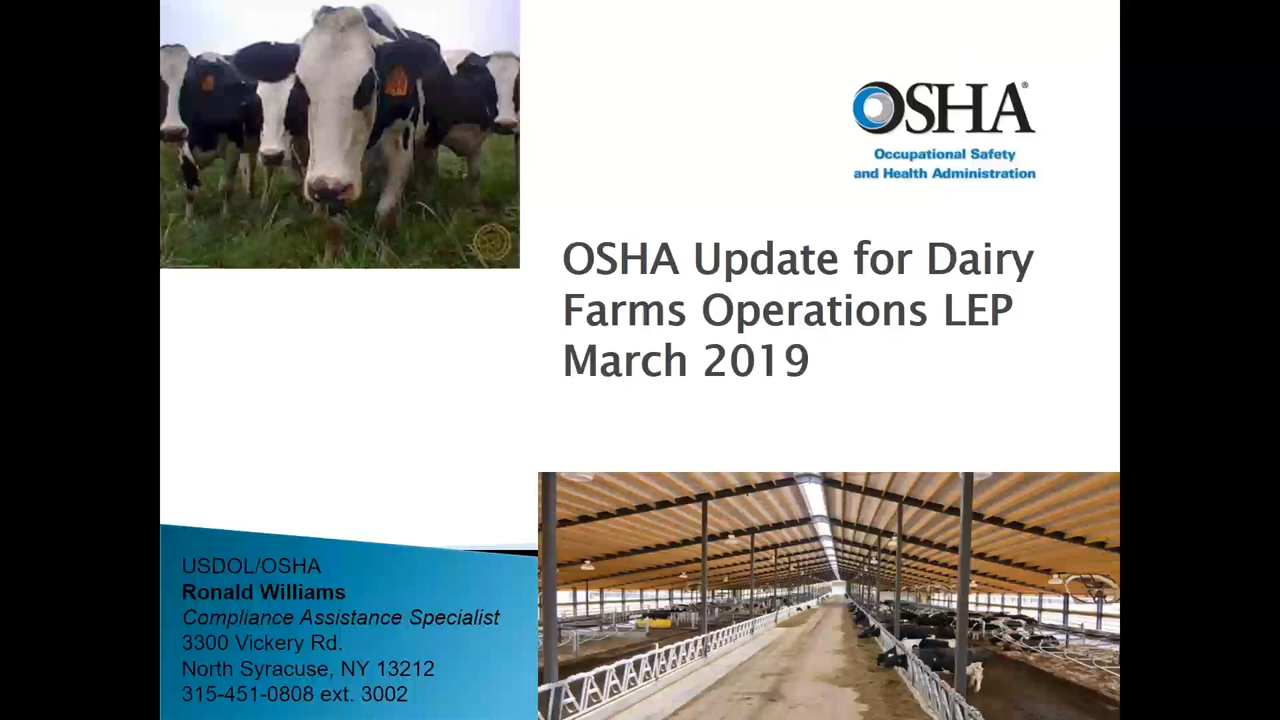 OSHA®
Occupational Safety
and Health Administration
OSHA Update for Dairy
Farms Operations LEP
March 2019
USDOL/OSHA
Ronald Williams
Compliance Assistance Specialist
3300 Vickery Rd.
North Syracuse, NY 13212
315-451-0808 ext. 3002